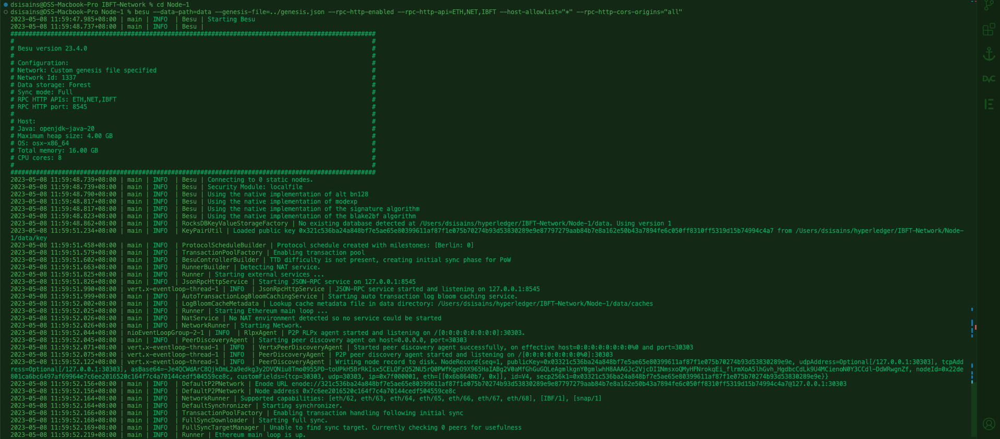 dsisains@DSS-Macbook-Pro IBFT-Network % cd Node-1
dsisains@DSS-Macbook-Pro Node-1 % besu --data-path=data --genesis-file=../genesis.json --rpc-http-enabled --rpc-http-api=ETH,NET,IBFT --host-allowlist="*" --rpc-http-cors-origins="all"
2023-05-08 11:59:47.985+08:00 | main | INFO  | Besu | Starting Besu
2023-05-08 11:59:48.737+08:00 | main | INFO  | Besu |
####################################################################################################
#                                                                                                  #
# Besu version 23.4.0                                                                              #
#                                                                                                  #
# Configuration:                                                                                   #
# Network: Custom genesis file specified                                                           #
# Network Id: 1337                                                                                 #
# Data storage: Forest                                                                             #
# Sync mode: Full                                                                                  #
# RPC HTTP APIs: ETH,NET,IBFT                                                                      #
# RPC HTTP port: 8545                                                                              #
#                                                                                                  #
# Host:                                                                                            #
# Java: openjdk-java-20                                                                            #
# Maximum heap size: 4.00 GB                                                                       #
# OS: osx-x86_64                                                                                   #
# Total memory: 16.00 GB                                                                           #
# CPU cores: 8                                                                                     #
#                                                                                                  #
####################################################################################################
2023-05-08 11:59:48.739+08:00 | main | INFO  | Besu | Connecting to 0 static nodes.
2023-05-08 11:59:48.739+08:00 | main | INFO  | Besu | Security Module: localfile
2023-05-08 11:59:48.790+08:00 | main | INFO  | Besu | Using the native implementation of alt bn128
2023-05-08 11:59:48.817+08:00 | main | INFO  | Besu | Using the native implementation of modexp
2023-05-08 11:59:48.817+08:00 | main | INFO  | Besu | Using the native implementation of the signature algorithm
2023-05-08 11:59:48.823+08:00 | main | INFO  | Besu | Using the native implementation of the blake2bf algorithm
2023-05-08 11:59:48.862+08:00 | main | INFO  | RocksDBKeyValueStorageFactory | No existing database detected at /Users/dsisains/hyperledger/IBFT-Network/Node-1/data. Using version 1
2023-05-08 11:59:51.234+08:00 | main | INFO  | KeyPairUtil | Loaded public key 0x321c536ba24a848bf7e5ae65e80399611af87f1e075b70274b93d53830289e9e87797279aab84b7e8a162e50b43a7894fe6c050ff8310ff5319d15b74994c4a7 from /Users/dsisains/hyperledger/IBFT-Network/Node-
1/data/key
2023-05-08 11:59:51.458+08:00 | main | INFO  | ProtocolScheduleBuilder | Protocol schedule created with milestones: [Berlin: 0]
2023-05-08 11:59:51.579+08:00 | main | INFO  | TransactionPoolFactory | Enabling transaction pool
2023-05-08 11:59:51.602+08:00 | main | INFO  | BesuControllerBuilder | TTD difficulty is not present, creating initial sync phase for PoW
2023-05-08 11:59:51.663+08:00 | main | INFO  | RunnerBuilder | Detecting NAT service.
2023-05-08 11:59:51.825+08:00 | main | INFO  | Runner | Starting external services ...
2023-05-08 11:59:51.826+08:00 | main | INFO  | JsonRpcHttpService | Starting JSON-RPC service on 127.0.0.1:8545
2023-05-08 11:59:51.990+08:00 | vert.x-eventloop-thread-1 | INFO  | JsonRpcHttpService | JSON-RPC service started and listening on 127.0.0.1:8545
2023-05-08 11:59:51.999+08:00 | main | INFO  | AutoTransactionLogBloomCachingService | Starting auto transaction log bloom caching service.
2023-05-08 11:59:52.002+08:00 | main | INFO  | LogBloomCacheMetadata | Lookup cache metadata file in data directory: /Users/dsisains/hyperledger/IBFT-Network/Node-1/data/caches
2023-05-08 11:59:52.025+08:00 | main | INFO  | Runner | Starting Ethereum main loop ...
2023-05-08 11:59:52.026+08:00 | main | INFO  | NatService | No NAT environment detected so no service could be started
2023-05-08 11:59:52.026+08:00 | main | INFO  | NetworkRunner | Starting Network.
2023-05-08 11:59:52.044+08:00 | nioEventLoopGroup-2-1 | INFO  | RlpxAgent | P2P RLPx agent started and listening on /[0:0:0:0:0:0:0:0]:30303.
2023-05-08 11:59:52.045+08:00 | main | INFO  | PeerDiscoveryAgent | Starting peer discovery agent on host=0.0.0.0, port=30303
2023-05-08 11:59:52.071+08:00 | vert.x-eventloop-thread-1 | INFO  | VertxPeerDiscoveryAgent | Started peer discovery agent successfully, on effective host=0:0:0:0:0:0:0:0%0 and port=30303
2023-05-08 11:59:52.075+08:00 | vert.x-eventloop-thread-1 | INFO  | PeerDiscoveryAgent | P2P peer discovery agent started and listening on /[0:0:0:0:0:0:0:0%0]:30303
2023-05-08 11:59:52.122+08:00 | vert.x-eventloop-thread-1 | INFO  | PeerDiscoveryAgent | Writing node record to disk. NodeRecord{seq=1, publicKey=0x03321c536ba24a848bf7e5ae65e80399611af87f1e075b70274b93d53830289e9e, udpAddress=Optional[/127.0.0.1:30303], tcpAdd
ress=Optional[/127.0.0.1:30303], asBase64=-Je4QCWdArC8QjkOmL2a9edkg3y2DVQNiu8Tmo0955PD-toUPkH5BrRkIsx5CELQFzQ52NU5rQ0PWfKgeO9X965HaIABg2V0aMfGhGuGQLeAgmlkgnY0gmlwhH8AAAGJc2VjcDI1NmsxoQMyHFNrokqEi_flrmXoA5lhGvh_HgdbcCdLk9U4MCienoN0Y3CCdl-DdWRwgnZf, nodeId=0x22de
801ca6bc6497af69964e7c6ee2016520c164f7c4a70144cedf504559ce8c, customFields={tcp=30303, udp=30303, ip=0x7f000001, eth=[[0x6b8640b7, 0x]], id=V4, secp256k1=0x03321c536ba24a848bf7e5ae65e80399611af87f1e075b70274b93d53830289e9e}}
2023-05-08 11:59:52.156+08:00 | main | INFO  | DefaultP2PNetwork | Enode URL enode://321c536ba24a848bf7e5ae65e80399611af87f1e075b70274b93d53830289e9e87797279aab84b7e8a162e50b43a7894fe6c050ff8310ff5319d15b74994c4a7@127.0.0.1:30303
2023-05-08 11:59:52.156+08:00 | main | INFO  | DefaultP2PNetwork | Node address 0x7c6ee2016520c164f7c4a70144cedf504559ce8c
2023-05-08 11:59:52.164+08:00 | main | INFO  | NetworkRunner | Supported capabilities: [eth/62, eth/63, eth/64, eth/65, eth/66, eth/67, eth/68], [IBF/1], [snap/1]
2023-05-08 11:59:52.164+08:00 | main | INFO  | DefaultSynchronizer | Starting synchronizer.
2023-05-08 11:59:52.166+08:00 | main | INFO  | TransactionPoolFactory | Enabling transaction handling following initial sync
2023-05-08 11:59:52.168+08:00 | main | INFO  | FullSyncDownloader | Starting full sync.
2023-05-08 11:59:52.169+08:00 | main | INFO  | FullSyncTargetManager | Unable to find sync target. Currently checking 0 peers for usefulness
2023-05-08 11:59:52.219+08:00 | main | INFO  | Runner | Ethereum main loop is up.
DVC